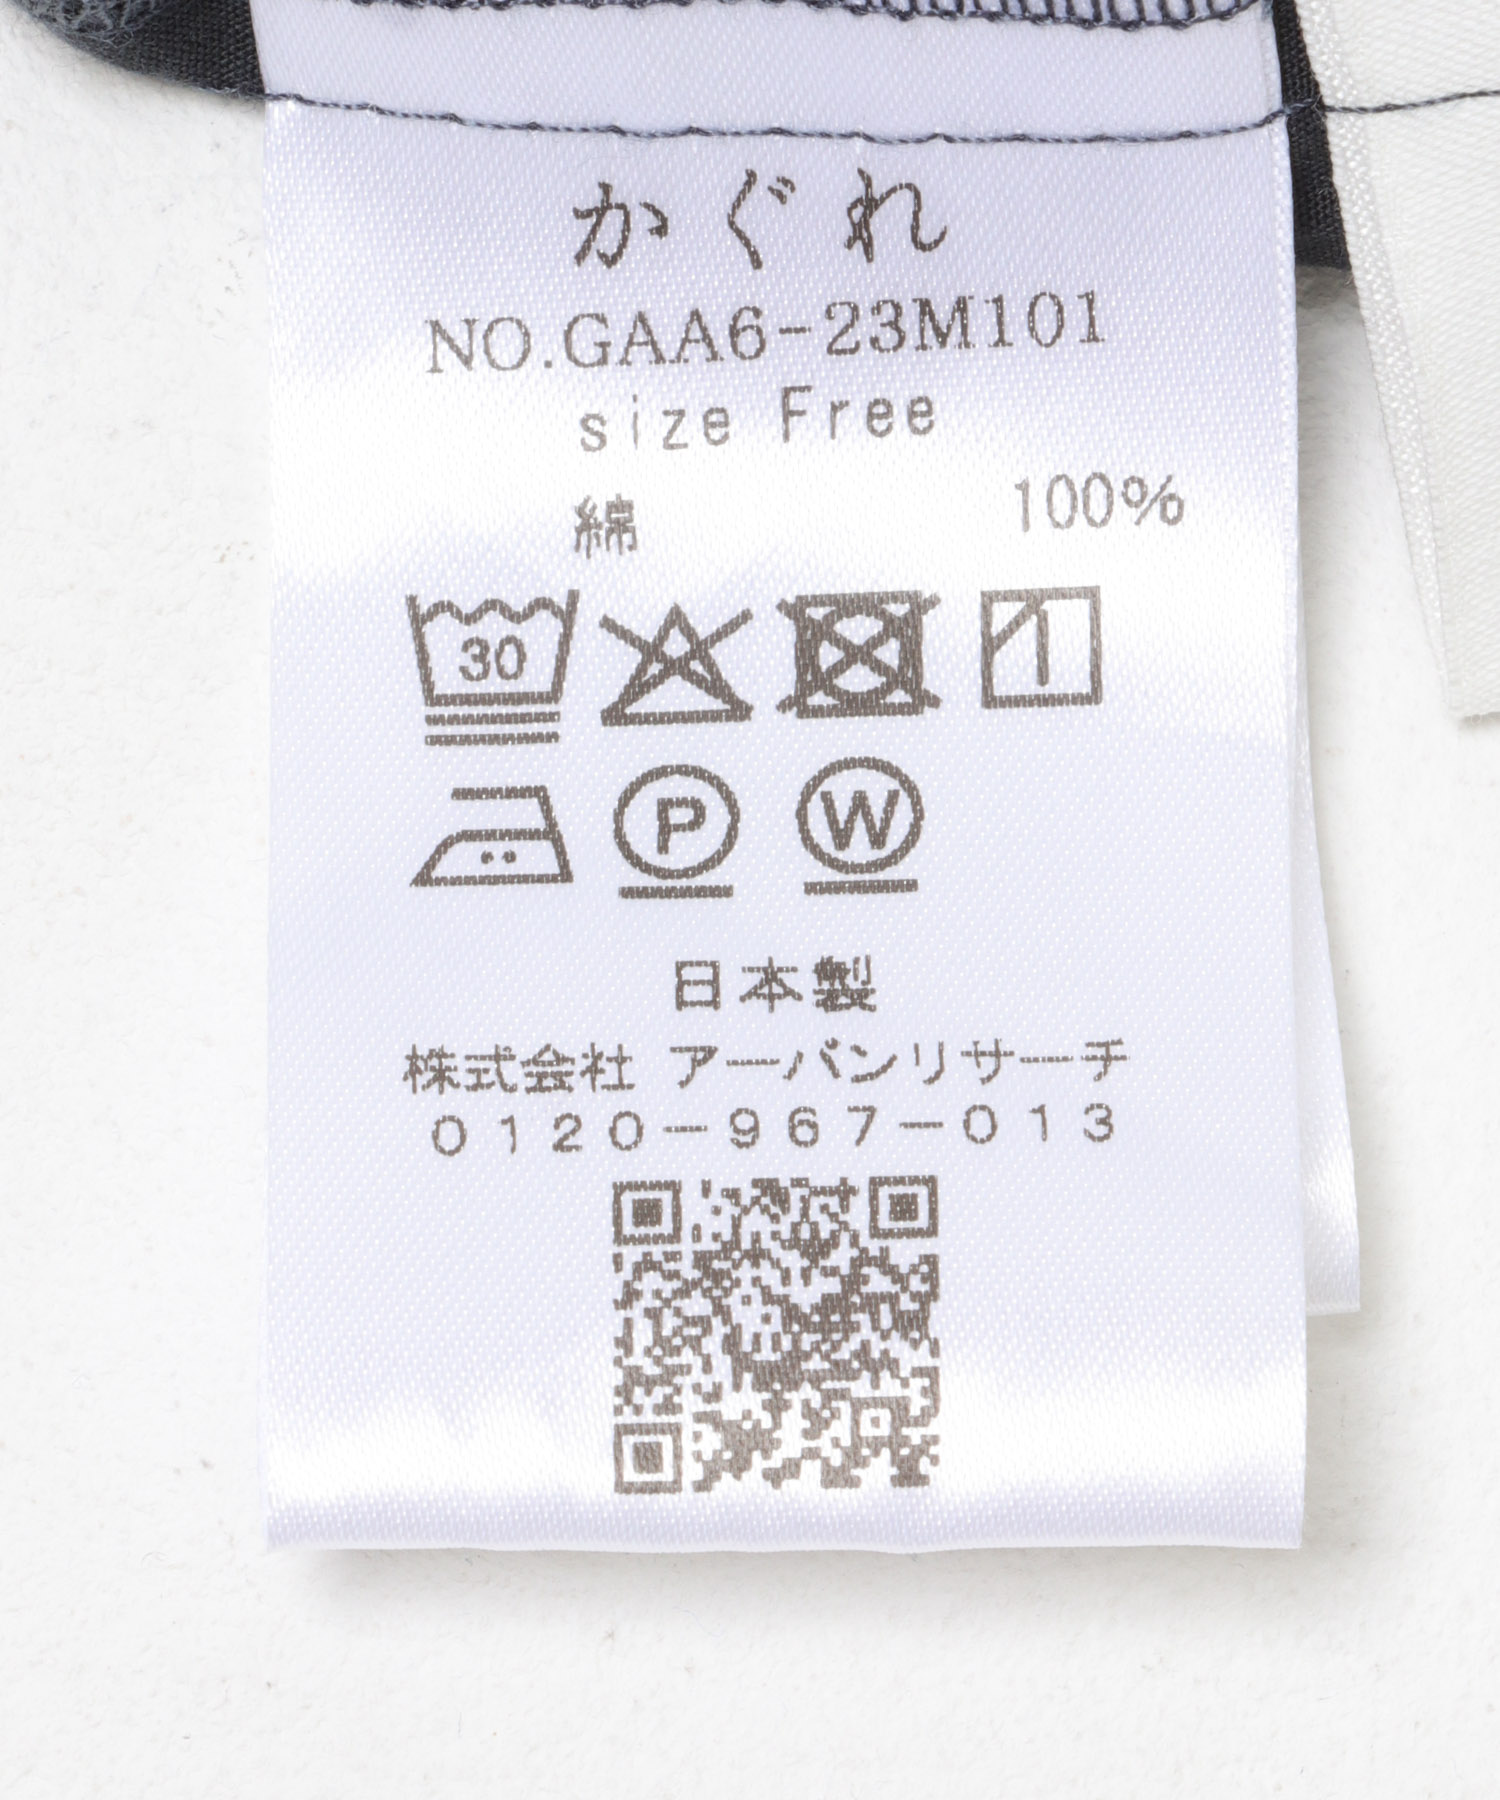 かぐれ
NO.GAA6-23M101
size Free
綿 100%
30
P W
日本製
株式会社 アーバンリサーチ
0120-967-013